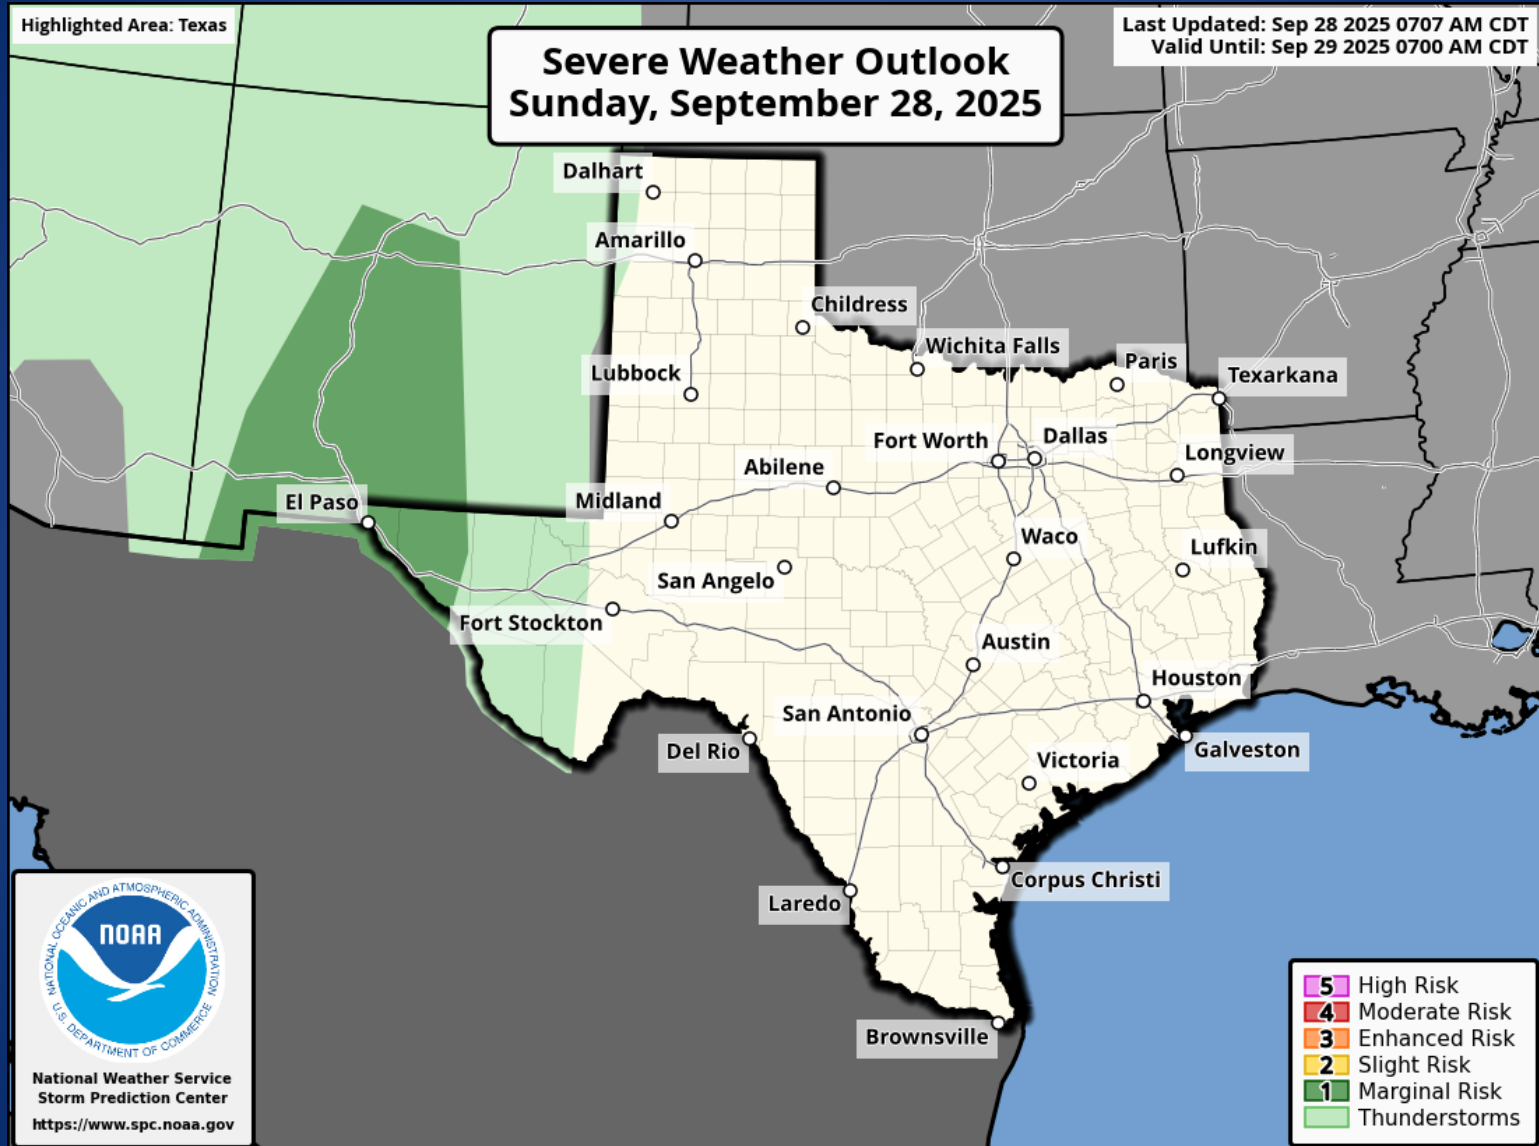 Highlighted Area: Texas
Severe Weather Outlook
Sunday, September 28, 2025
Last Updated: Sep 28 2025 0707 AM CDT
Valid Until: Sep 29 2025 0700 AM CDT
Dalhart
Amarillo
Childress
Wichita Falls
Paris
Texarkana
Lubbock
Fort Worth
Dallas
Longview
Abilene
El Paso
Midland
Waco
Lufkin
San Angelo
Fort Stockton
Austin
Houston
San Antonio
Del Rio
Galveston
Victoria
Corpus Christi
Laredo
Brownsville
NATIONAL OCEANIC AND ATMOSPHERIC ADMINISTRATION
NOAA
U.S. DEPARTMENT OF COMMERCE
National Weather Service
Storm Prediction Center
https://www.spc.noaa.gov
5 High Risk
4 Moderate Risk
3 Enhanced Risk
2 Slight Risk
1 Marginal Risk
Thunderstorms